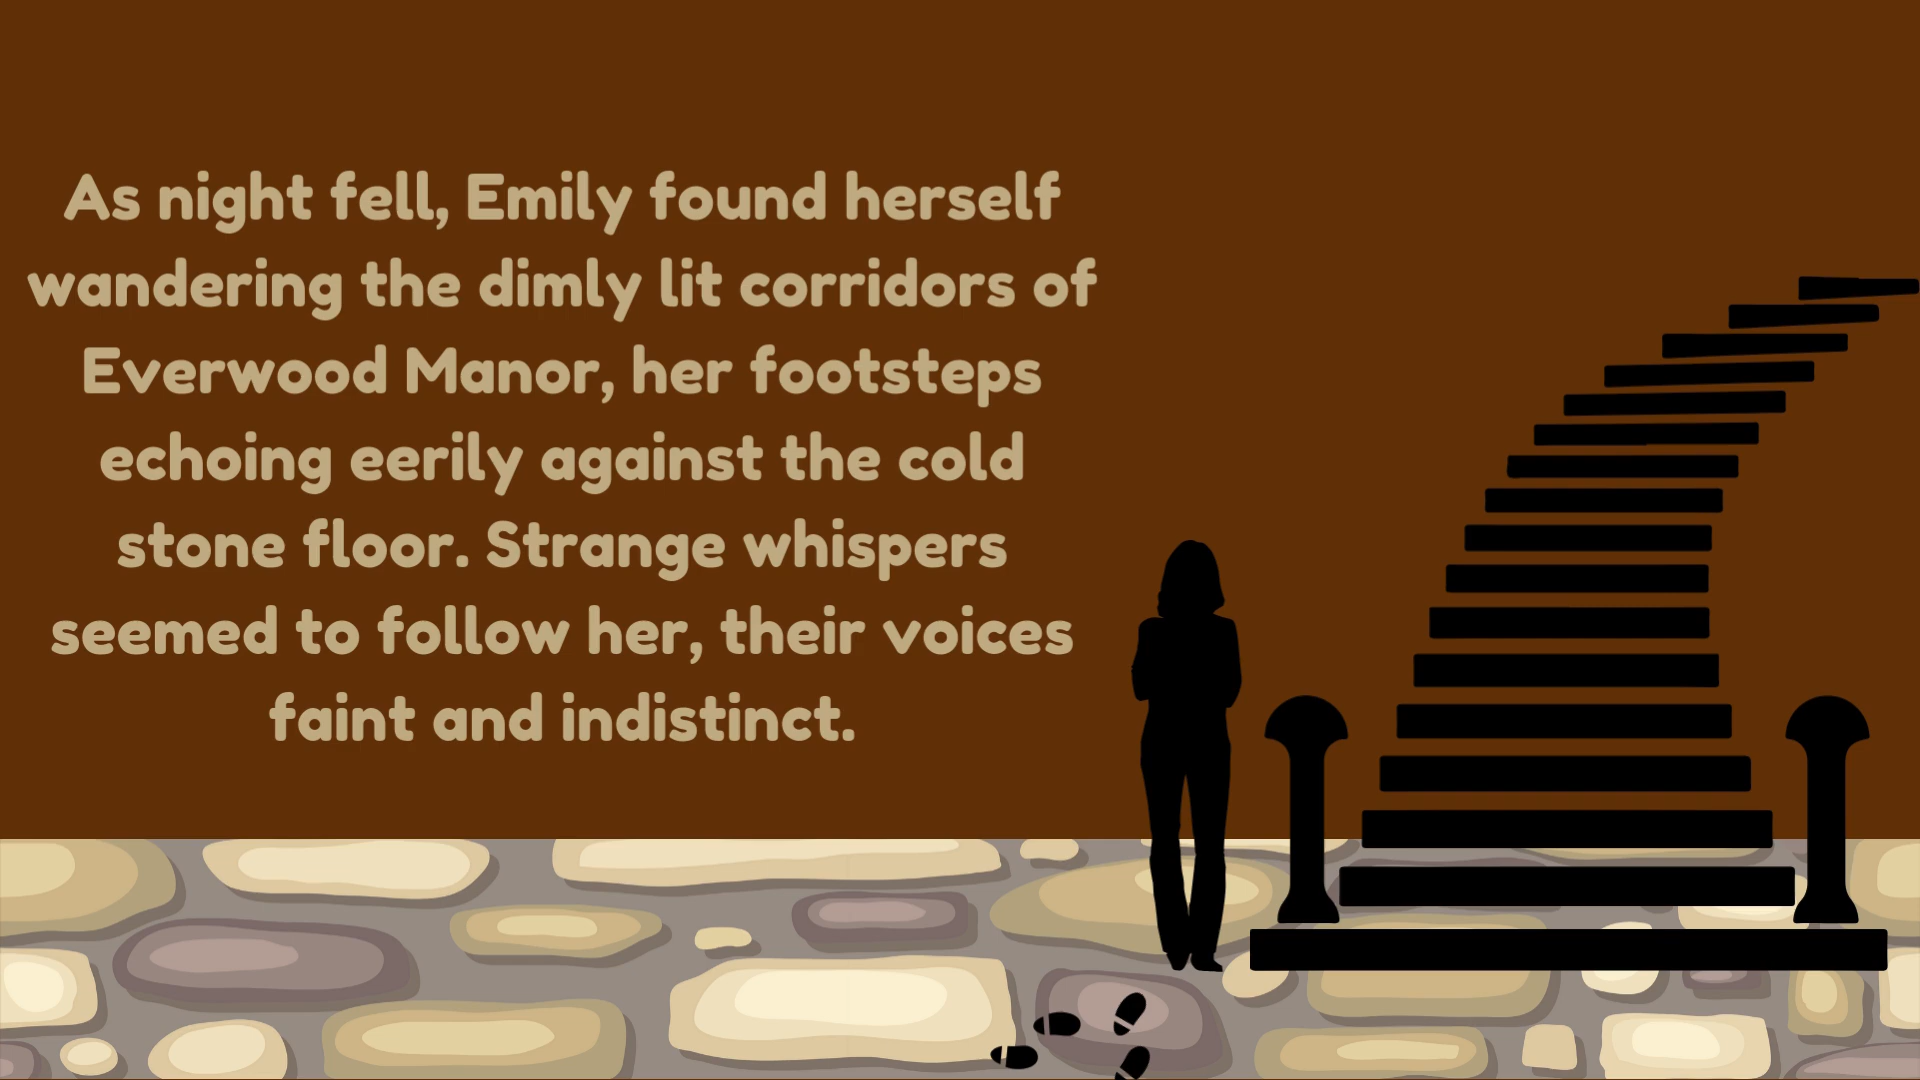 As night fell, Emily found herself
wandering the dimly lit corridors of
Everwood Manor, her footsteps
echoing eerily against the cold
stone floor. Strange whispers
seemed to follow her, their voices
faint and indistinct.